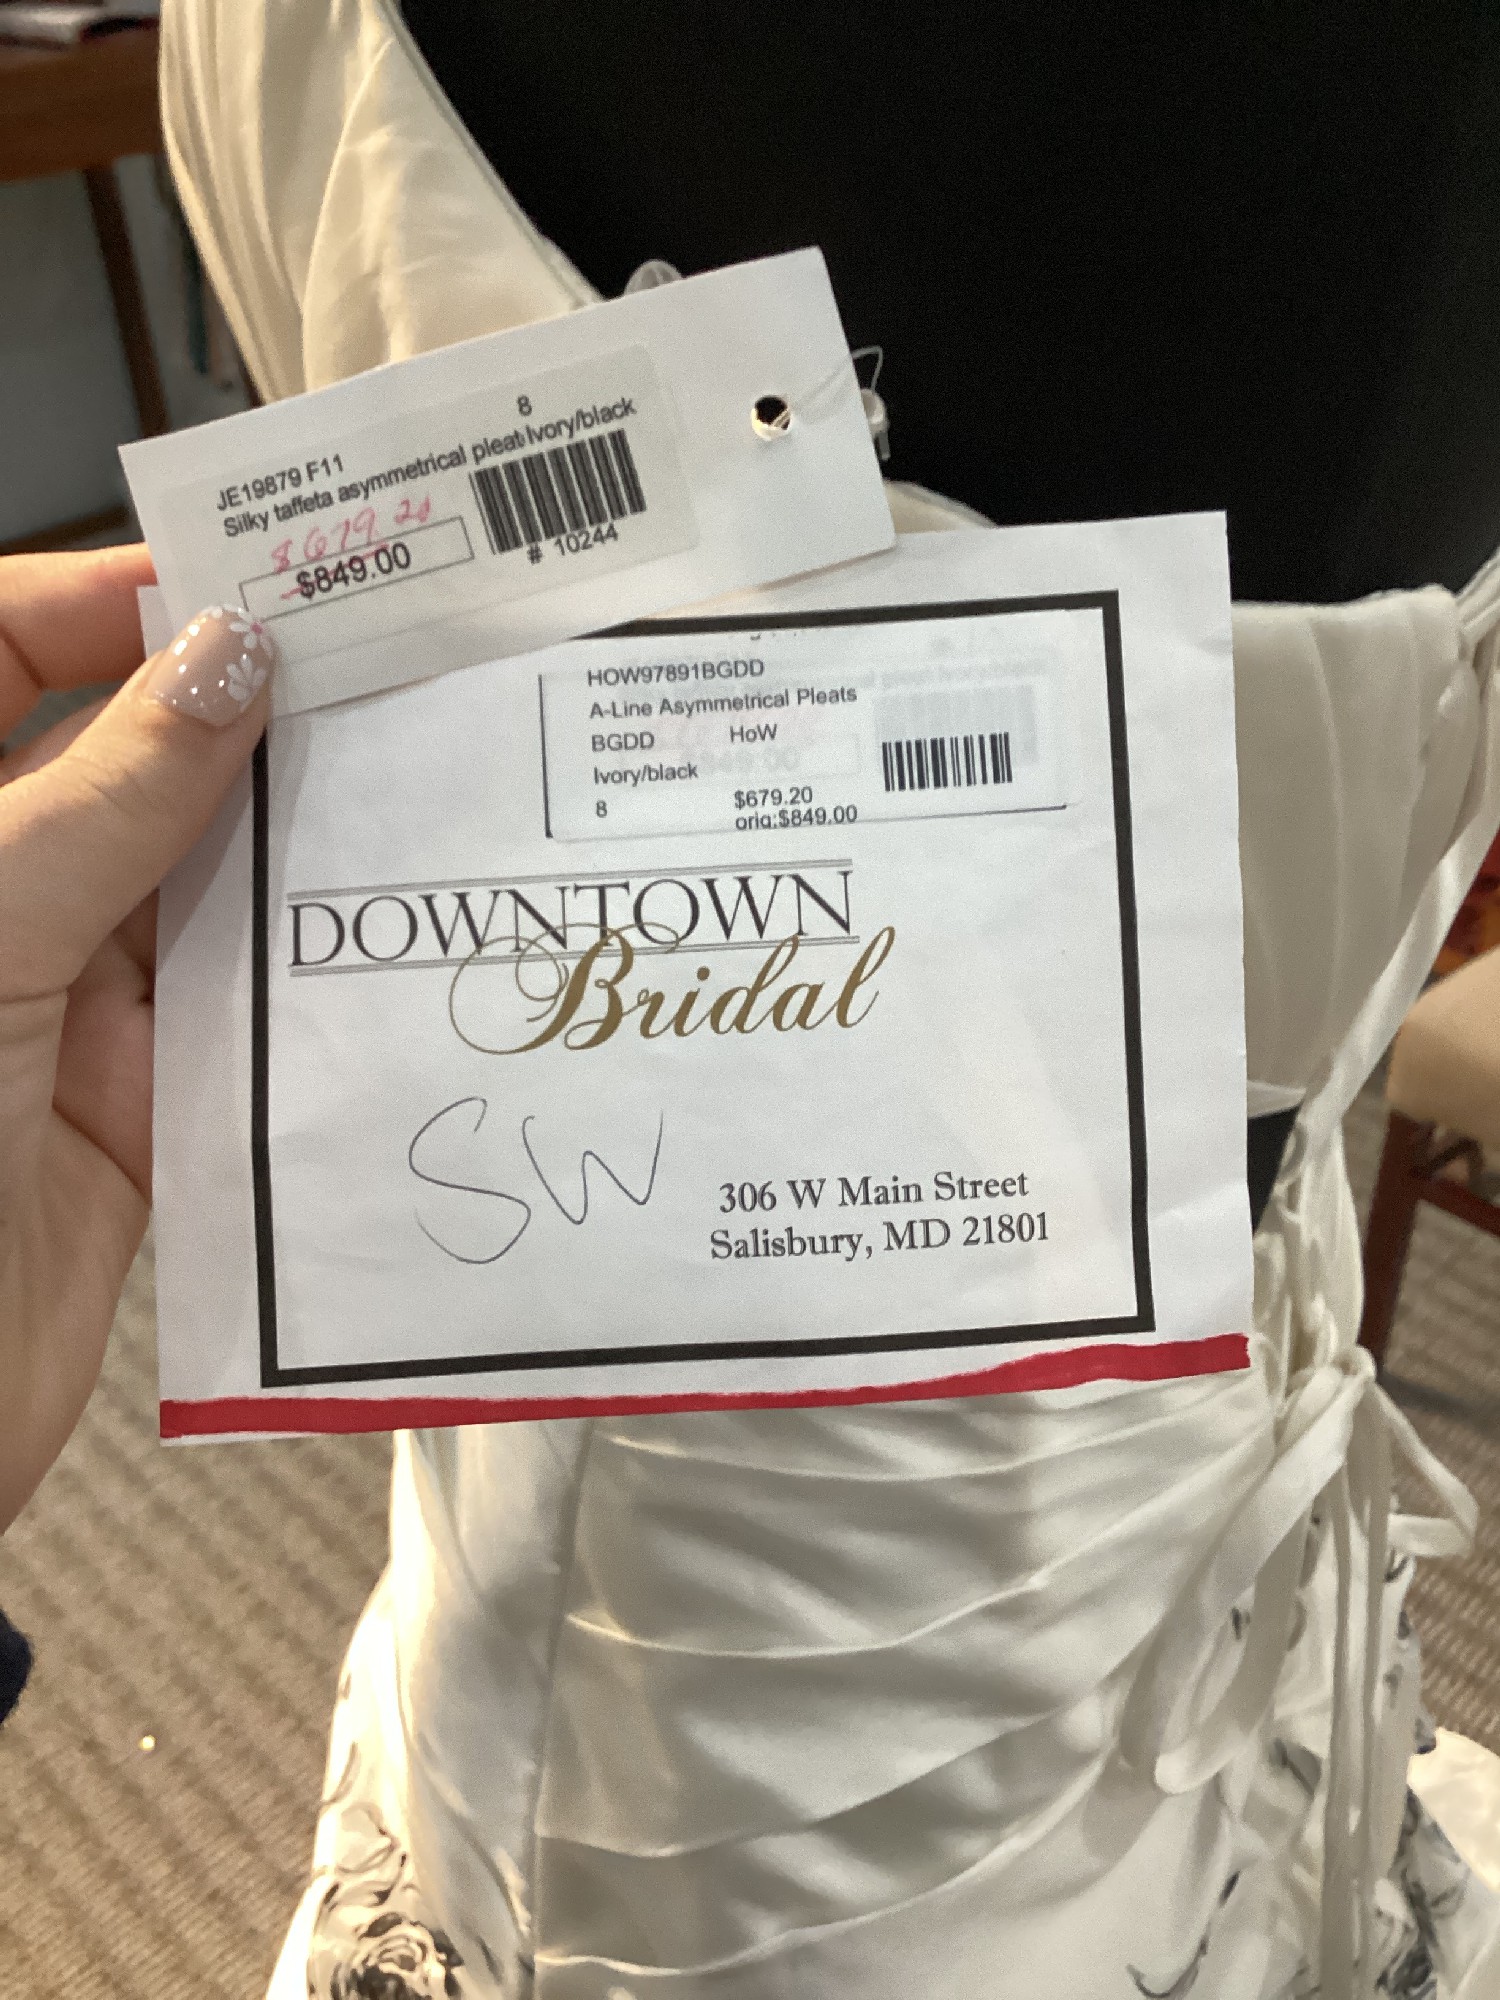 8
JE19879 F11
Silky taffeta asymmetrical pleat Ivory/black
$679.20
$849.00
# 10244
HOW97891BGDD
A-Line Asymmetrical Pleats
BGDD HoW
Ivory/black
8 $679.20
orig:$849.00
DOWNTOWN
Bridal
SW
306 W Main Street
Salisbury, MD 21801